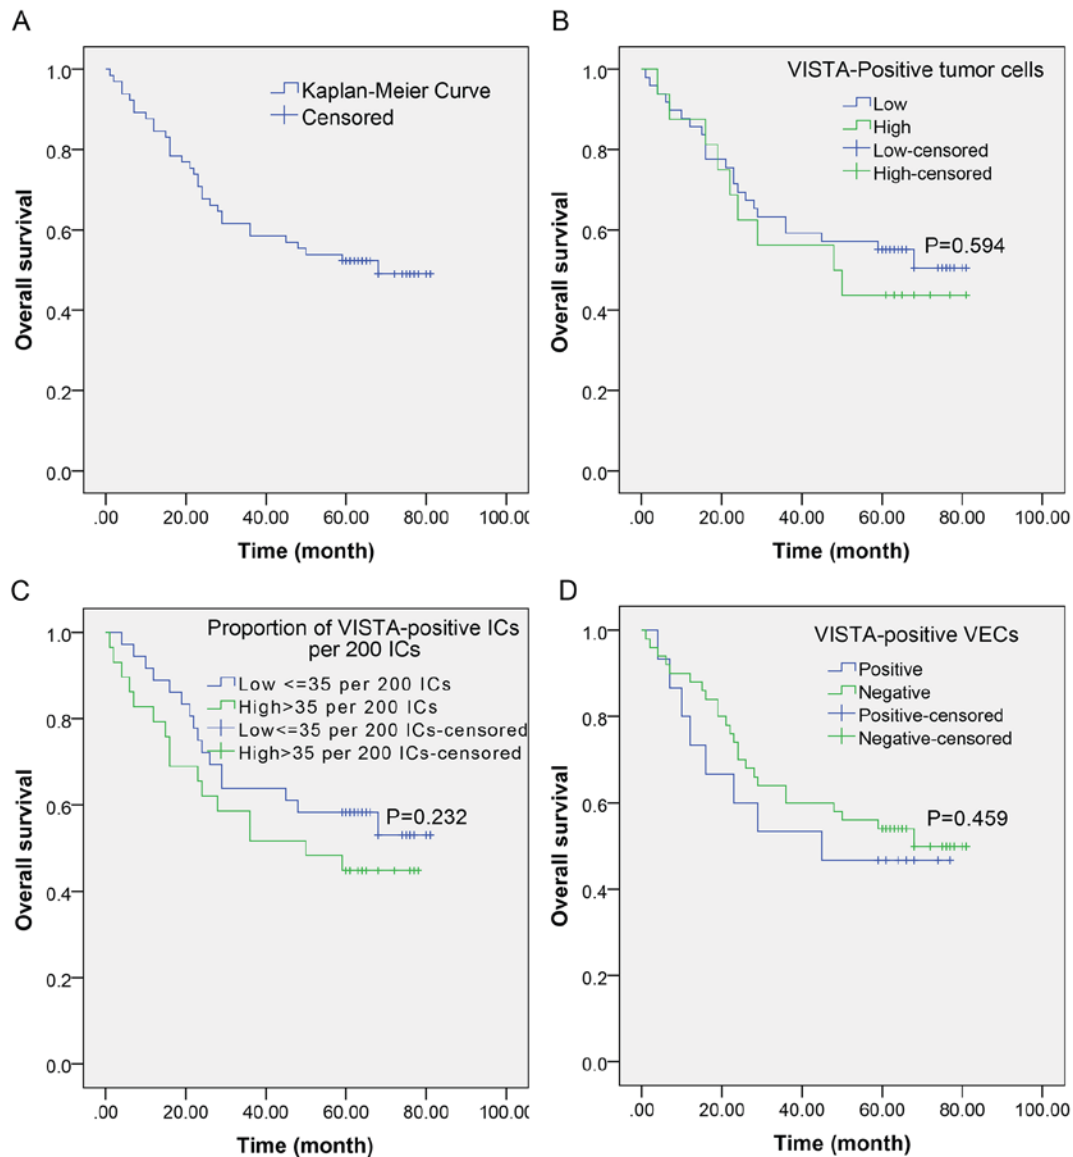 A
Kaplan-Meier Curve
Censored
Overall survival
1.0
0.8
0.6
0.4
0.2
0.0
.00 20.00 40.00 60.00 80.00 100.00
Time (month)
B
VISTA-Positive tumor cells
Low
High
Low-censored
High-censored
P=0.594
Overall survival
1.0
0.8
0.6
0.4
0.2
0.0
.00 20.00 40.00 60.00 80.00 100.00
Time (month)
C
Proportion of VISTA-positive ICs
per 200 ICs
Low <=35 per 200 ICs
High>35 per 200 ICs
Low<=35 per 200 ICs-censored
High>35 per 200 ICs-censored
P=0.232
Overall survival
1.0
0.8
0.6
0.4
0.2
0.0
.00 20.00 40.00 60.00 80.00 100.00
Time (month)
D
VISTA-positive VECs
Positive
Negative
Positive-censored
Negative-censored
P=0.459
Overall survival
1.0
0.8
0.6
0.4
0.2
0.0
.00 20.00 40.00 60.00 80.00 100.00
Time (month)